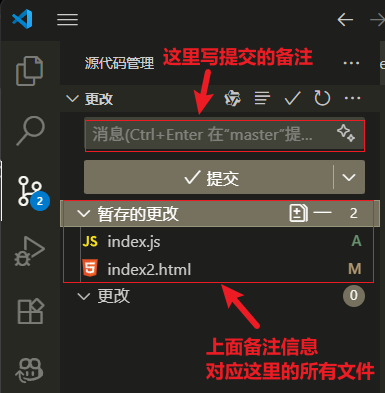 源代码管理
这里写提交的备注
更改
消息(Ctrl+Enter 在"master"提...
提交
暂存的更改
2
2
JS index.js
A
index2.html
M
更改
0
上面备注信息
对应这里的所有文件